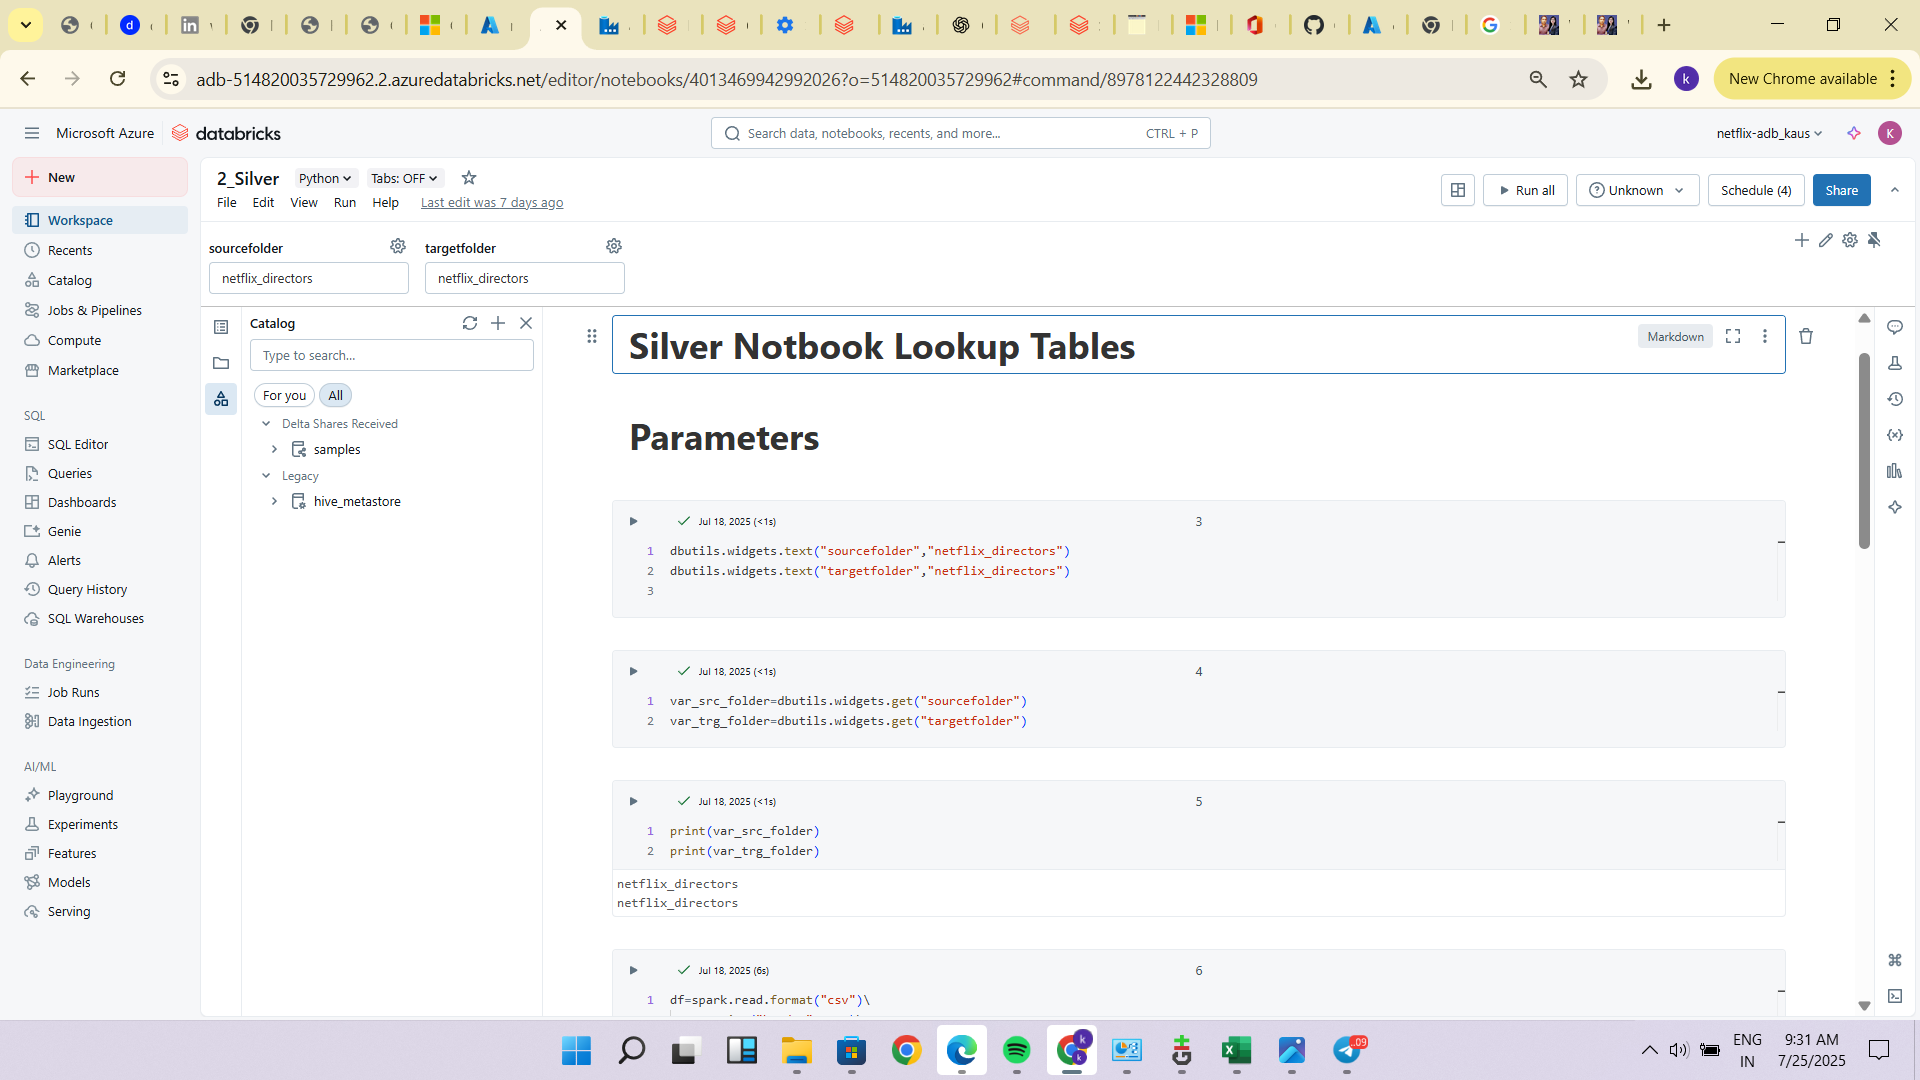 adb-514820035729962.2.azuredatabricks.net/editor/notebooks/4013469942992026?o=514820035729962#command/8978122442328809
k
New Chrome available
Microsoft Azure
databricks
Search data, notebooks, recents, and more...
CTRL + P
netflix-adb_kaus
K
New
Workspace
Recents
Catalog
Jobs & Pipelines
Compute
Marketplace
SQL
SQL Editor
Queries
Dashboards
Genie
Alerts
Query History
SQL Warehouses
Data Engineering
Job Runs
Data Ingestion
AI/ML
Playground
Experiments
Features
Models
Serving
2_Silver
Python
Tabs: OFF
File Edit View Run Help Last edit was 7 days ago
Run all
Unknown
Schedule (4)
Share
sourcefolder
netflix_directors
targetfolder
netflix_directors
Catalog
Type to search...
For you
All
Delta Shares Received
samples
Legacy
hive_metastore
Silver Notbook Lookup Tables
Markdown
Parameters
Jul 18, 2025 (<1s)
3
1 dbutils.widgets.text("sourcefolder","netflix_directors")
2 dbutils.widgets.text("targetfolder","netflix_directors")
3
Jul 18, 2025 (<1s)
4
1 var_src_folder=dbutils.widgets.get("sourcefolder")
2 var_trg_folder=dbutils.widgets.get("targetfolder")
Jul 18, 2025 (<1s)
5
1 print(var_src_folder)
2 print(var_trg_folder)
netflix_directors
netflix_directors
Jul 18, 2025 (6s)
6
1 df=spark.read.format("csv")\
.09
ENG
IN
9:31 AM
7/25/2025